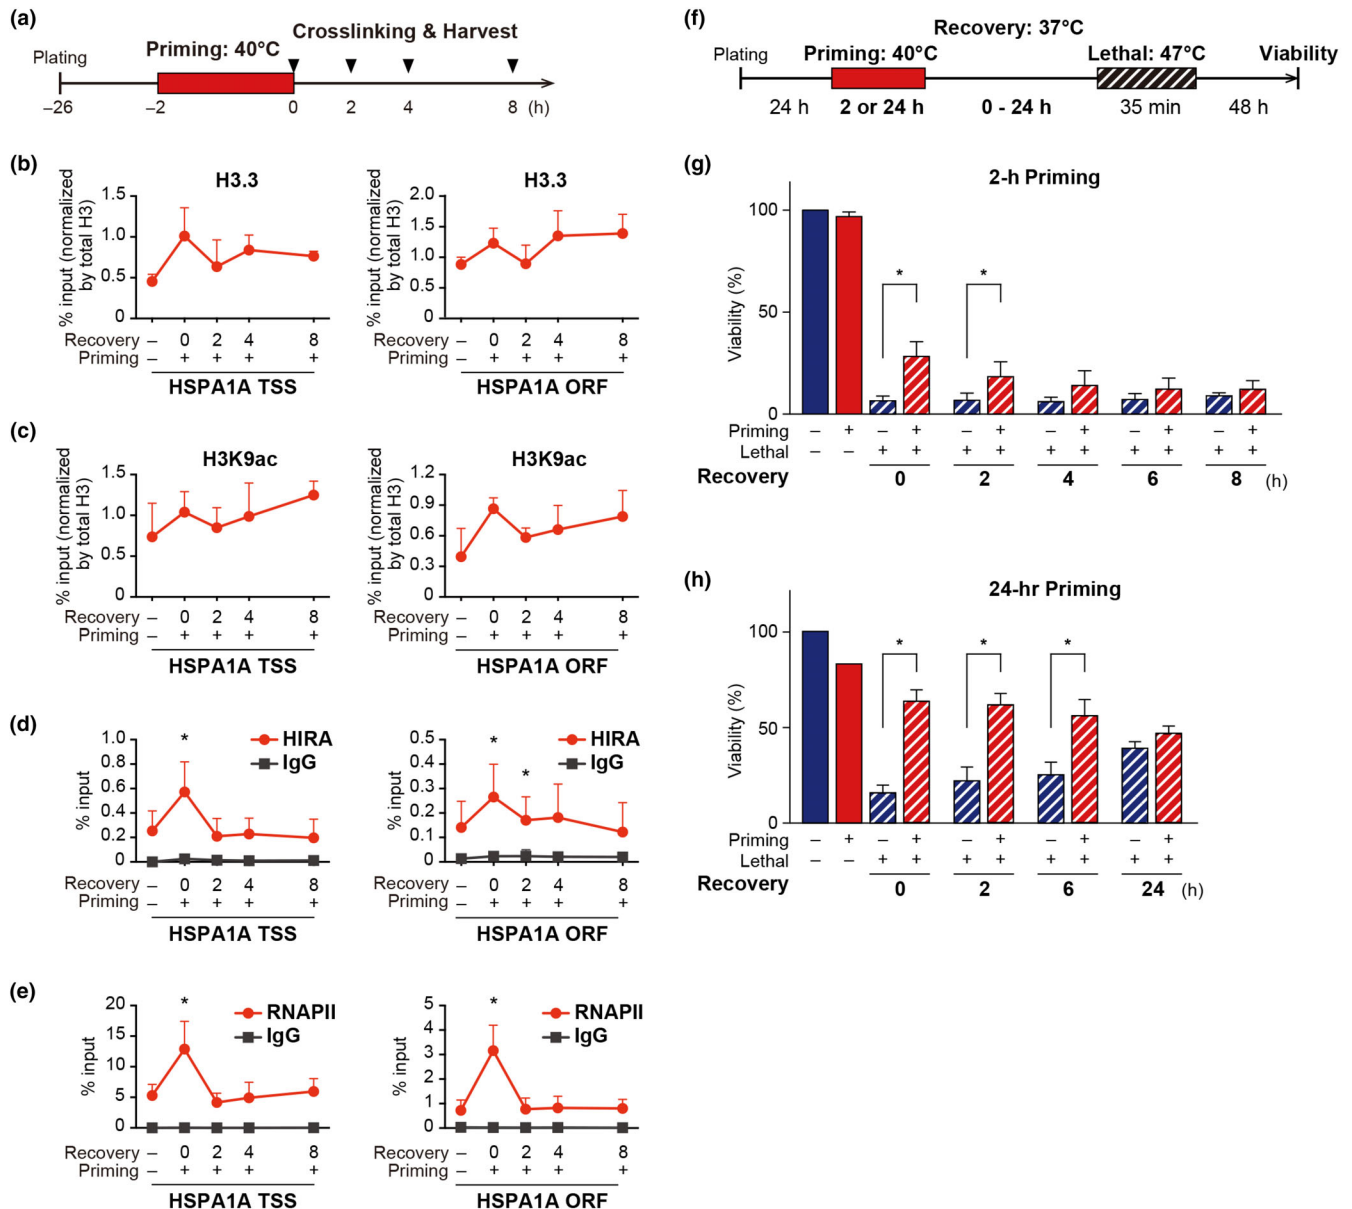 (a)
Crosslinking & Harvest
Plating
Priming: 40°C
–26
–2
0
2
4
8
(h)
(b)
H3.3
% input (normalized
by total H3)
1.5
1.0
0.5
0
Recovery – 0 2 4 8
Priming – + + + +
HSPA1A TSS
H3.3
% input (normalized
by total H3)
2.0
1.5
1.0
0.5
0
Recovery – 0 2 4 8
Priming – + + + +
HSPA1A ORF
(c)
H3K9ac
% input (normalized
by total H3)
1.5
1.0
0.5
0
Recovery – 0 2 4 8
Priming – + + + +
HSPA1A TSS
H3K9ac
% input (normalized
by total H3)
1.2
0.9
0.6
0.3
0
Recovery – 0 2 4 8
Priming – + + + +
HSPA1A ORF
(d)
HIRA
IgG
*
% input
1.0
0.8
0.6
0.4
0.2
0
Recovery – 0 2 4 8
Priming – + + + +
HSPA1A TSS
HIRA
IgG
*
*
% input
0.5
0.4
0.3
0.2
0.1
0
Recovery – 0 2 4 8
Priming – + + + +
HSPA1A ORF
(e)
RNAPII
IgG
*
% input
20
15
10
5
0
Recovery – 0 2 4 8
Priming – + + + +
HSPA1A TSS
RNAPII
IgG
*
% input
5
4
3
2
1
0
Recovery – 0 2 4 8
Priming – + + + +
HSPA1A ORF
(f)
Recovery: 37°C
Plating
Priming: 40°C
Lethal: 47°C
Viability
24 h
2 or 24 h
0 - 24 h
35 min
48 h
(g)
2-h Priming
Viability (%)
100
50
0
*
*
Priming – + – + – + – + – + – +
Lethal – – + + + + + + + + + +
Recovery 0 2 4 6 8 (h)
(h)
24-hr Priming
Viability (%)
100
50
0
*
*
*
Priming – + – + – + – + – +
Lethal – – + + + + + + + +
Recovery 0 2 6 24 (h)